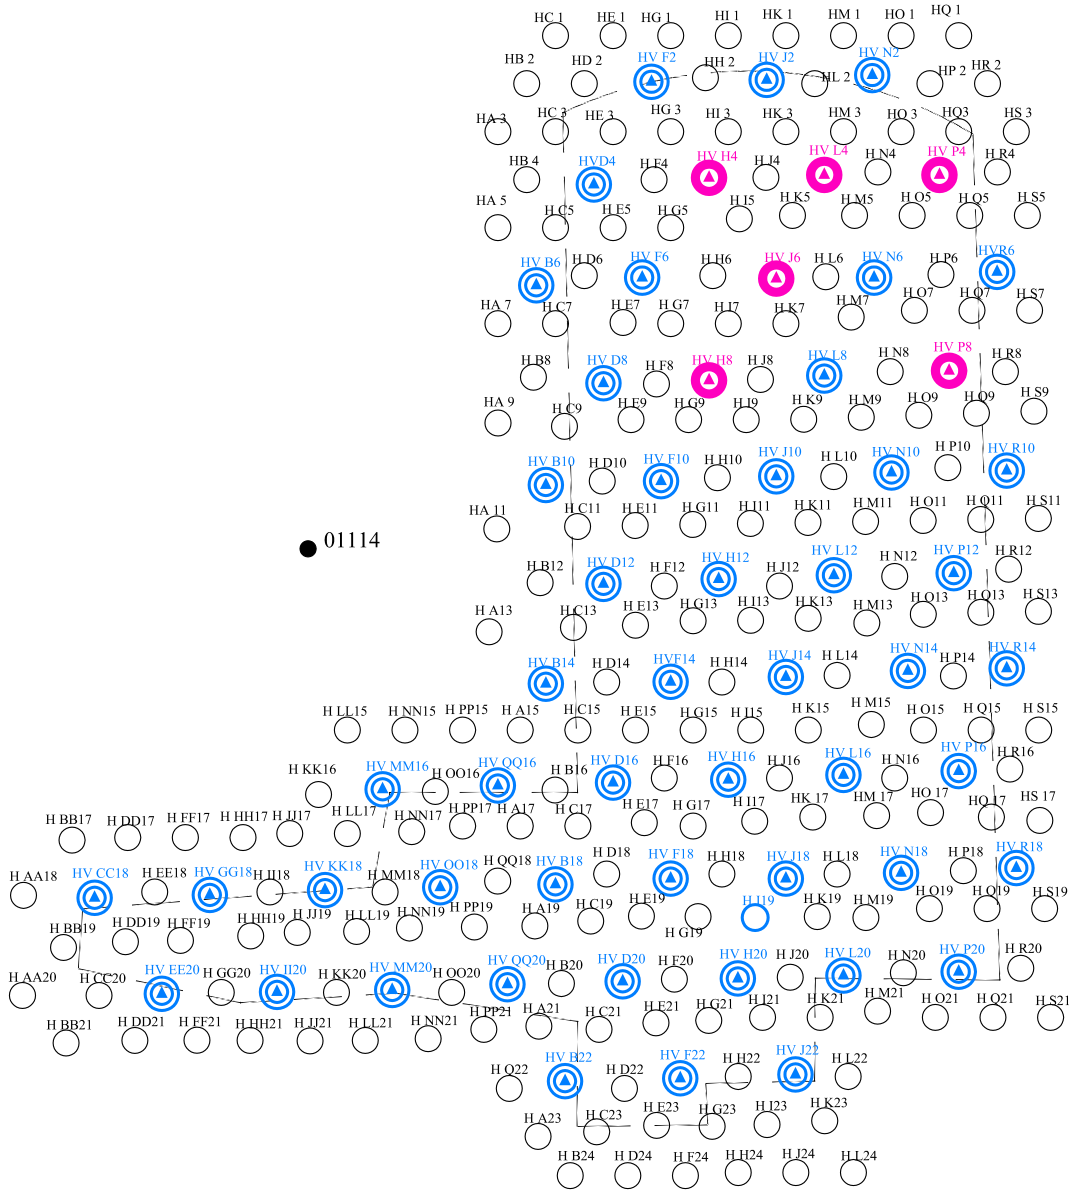 HC 1 HE 1 HG 1 HI 1 HK 1 HM 1 HO 1 HQ 1
HB 2 HD 2 HV F2 HH 2 HV J2 HL 2 HV N2 HP 2 HR 2
HA 3 HC 3 HE 3 HG 3 HI 3 HK 3 HM 3 HO 3 HQ3 HS 3
HB 4 HVD4 H F4 HV H4 H J4 HV L4 H N4 HV P4 H R4
HA 5 H C5 H E5 H G5 H I5 H K5 H M5 H O5 H Q5 H S5
HV B6 H D6 HV F6 H H6 HV J6 H L6 HV N6 H P6 HVR6
HA 7 H C7 H E7 H G7 H I7 H K7 H M7 H O7 H Q7 H S7
H B8 HV D8 H F8 HV H8 H J8 HV L8 H N8 HV P8 H R8
HA 9 H C9 H E9 H G9 H I9 H K9 H M9 H O9 H Q9 H S9
HV B10 H D10 HV F10 H H10 HV J10 H L10 HV N10 H P10 HV R10
HA 11 H C11 H E11 H G11 H I11 H K11 H M11 H O11 H Q11 H S11
01114
H B12 HV D12 H F12 HV H12 H J12 HV L12 H N12 HV P12 H R12
H A13 H C13 H E13 H G13 H I13 H K13 H M13 H O13 H Q13 H S13
HV B14 H D14 HVF14 H H14 HV J14 H L14 HV N14 H P14 HV R14
H LL15 H NN15 H PP15 H A15 H C15 H E15 H G15 H I15 H K15 H M15 H O15 H Q15 H S15
H KK16 HV MM16 H OO16 HV QQ16 H B16 HV D16 H F16 HV H16 H J16 HV L16 H N16 HV P16 H R16
H BB17 H DD17 H FF17 H HH17 H JJ17 H LL17 H NN17 H PP17 H A17 H C17 H E17 H G17 H I17 HK 17 HM 17 HO 17 HQ 17 HS 17
H AA18 HV CC18 H EE18 HV GG18 H II18 HV KK18 H MM18 HV OO18 H QQ18 HV B18 H D18 HV F18 H H18 HV J18 H L18 HV N18 H P18 HV R18
H BB19 H DD19 H FF19 H HH19 H JJ19 H LL19 H NN19 H PP19 H A19 H C19 H E19 H G19 H I19 H K19 H M19 H O19 H Q19 H S19
H AA20 H CC20 HV EE20 H GG20 HV II20 H KK20 HV MM20 H OO20 HV QQ20 H B20 HV D20 H F20 HV H20 H J20 HV L20 H N20 HV P20 H R20
H BB21 H DD21 H FF21 H HH21 H JJ21 H LL21 H NN21 H PP21 H A21 H C21 H E21 H G21 H I21 H K21 H M21 H O21 H Q21 H S21
H Q22 HV B22 H D22 HV F22 H H22 HV J22 H L22
H A23 H C23 H E23 H G23 H I23 H K23
H B24 H D24 H F24 H H24 H J24 H L24